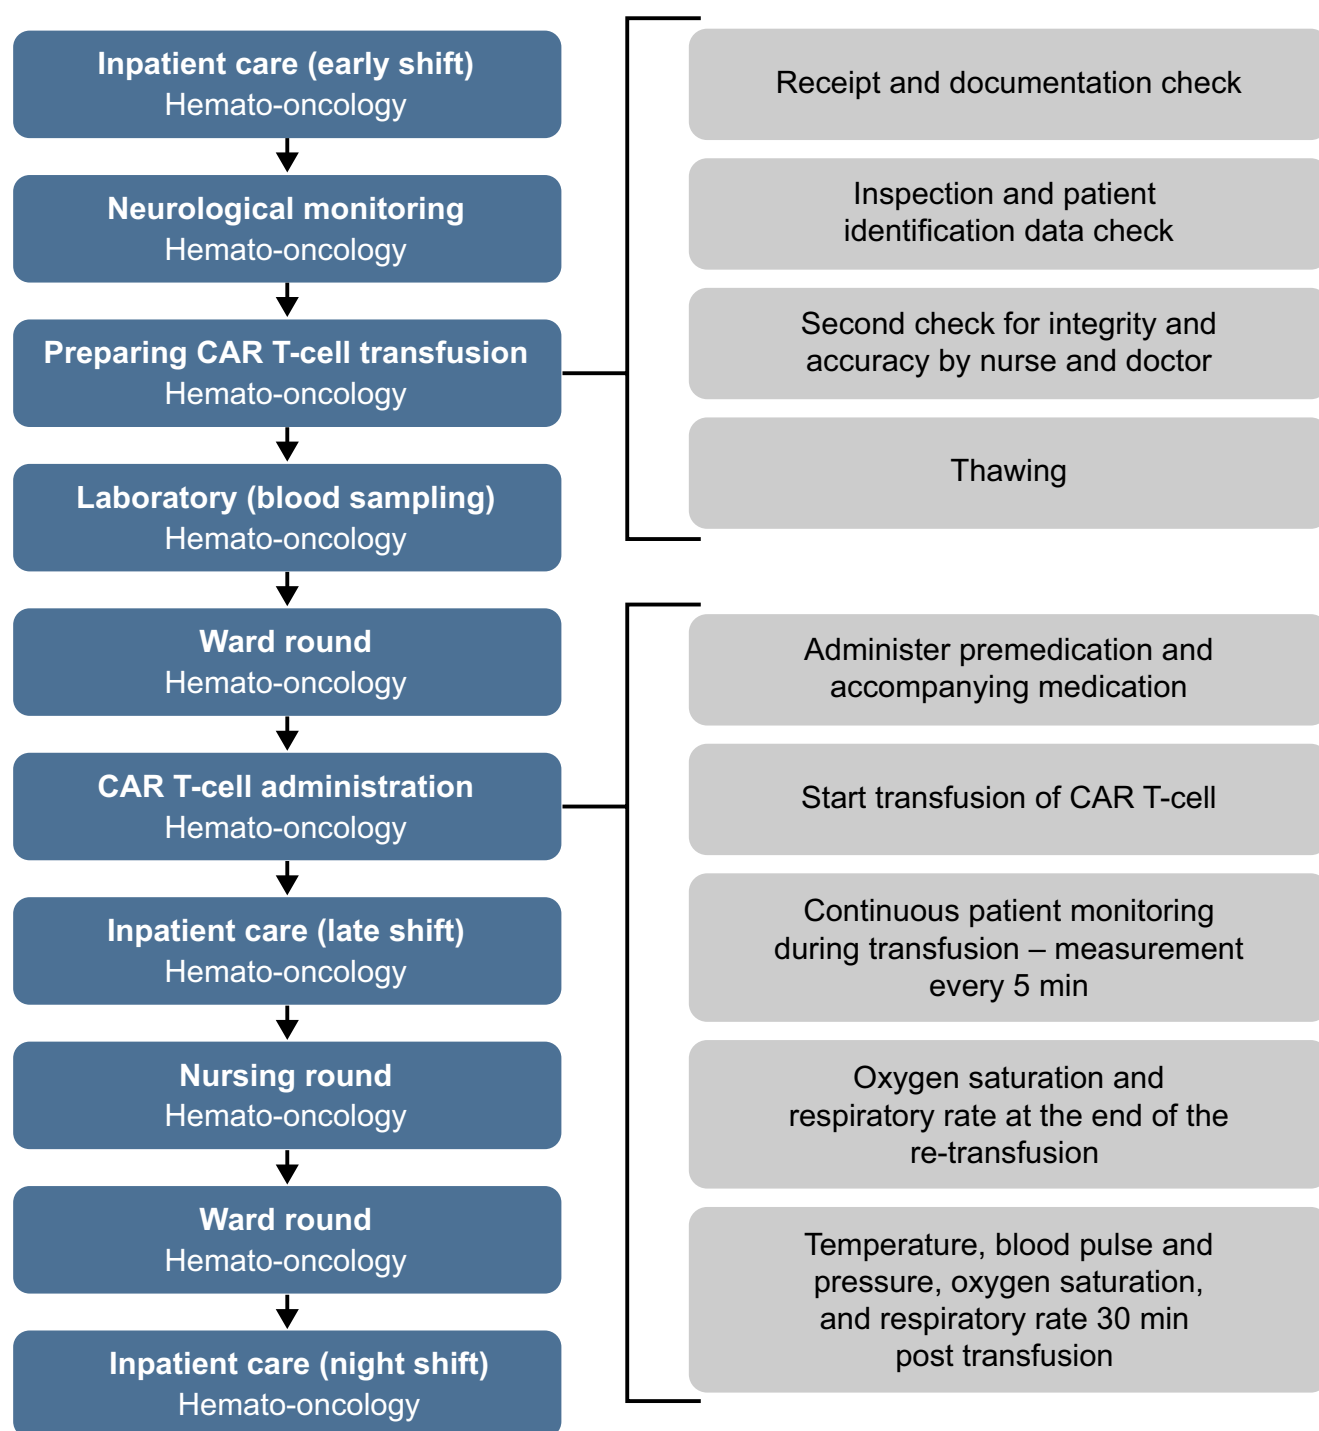 Inpatient care (early shift)
Hemato-oncology
Neurological monitoring
Hemato-oncology
Preparing CAR T-cell transfusion
Hemato-oncology
Laboratory (blood sampling)
Hemato-oncology
Ward round
Hemato-oncology
CAR T-cell administration
Hemato-oncology
Inpatient care (late shift)
Hemato-oncology
Nursing round
Hemato-oncology
Ward round
Hemato-oncology
Inpatient care (night shift)
Hemato-oncology
Receipt and documentation check
Inspection and patient
identification data check
Second check for integrity and
accuracy by nurse and doctor
Thawing
Administer premedication and
accompanying medication
Start transfusion of CAR T-cell
Continuous patient monitoring
during transfusion – measurement
every 5 min
Oxygen saturation and
respiratory rate at the end of the
re-transfusion
Temperature, blood pulse and
pressure, oxygen saturation,
and respiratory rate 30 min
post transfusion